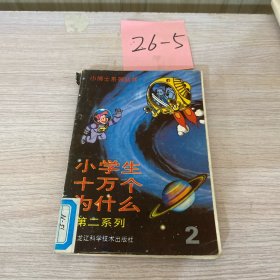 26-5
小博士系列丛书
小学生
十万个
为什么
第二系列
龙江科学技术出版社
2